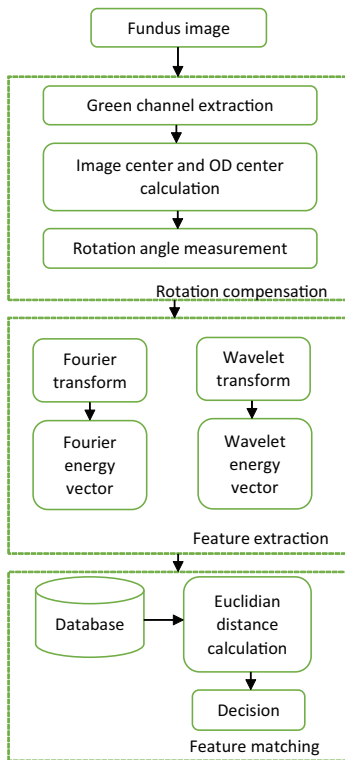 Fundus image
Green channel extraction
Image center and OD center
calculation
Rotation angle measurement
Rotation compensation
Fourier
transform
Wavelet
transform
Fourier
energy
vector
Wavelet
energy
vector
Feature extraction
Database
Euclidian
distance
calculation
Decision
Feature matching